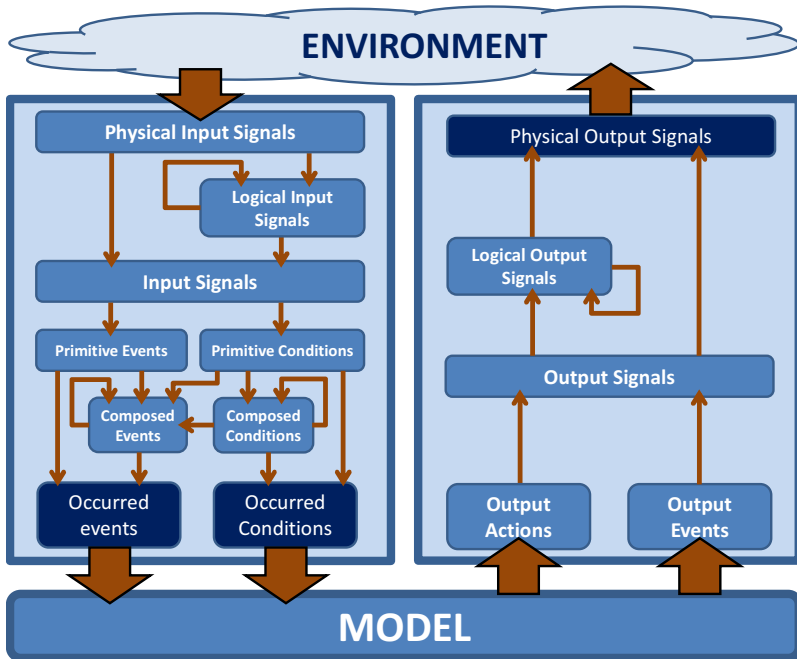 ENVIRONMENT
Physical Input Signals
Logical Input
Signals
Input Signals
Primitive Events
Primitive Conditions
Composed
Events
Composed
Conditions
Occurred
events
Occurred
Conditions
Physical Output Signals
Logical Output
Signals
Output Signals
Output
Actions
Output
Events
MODEL